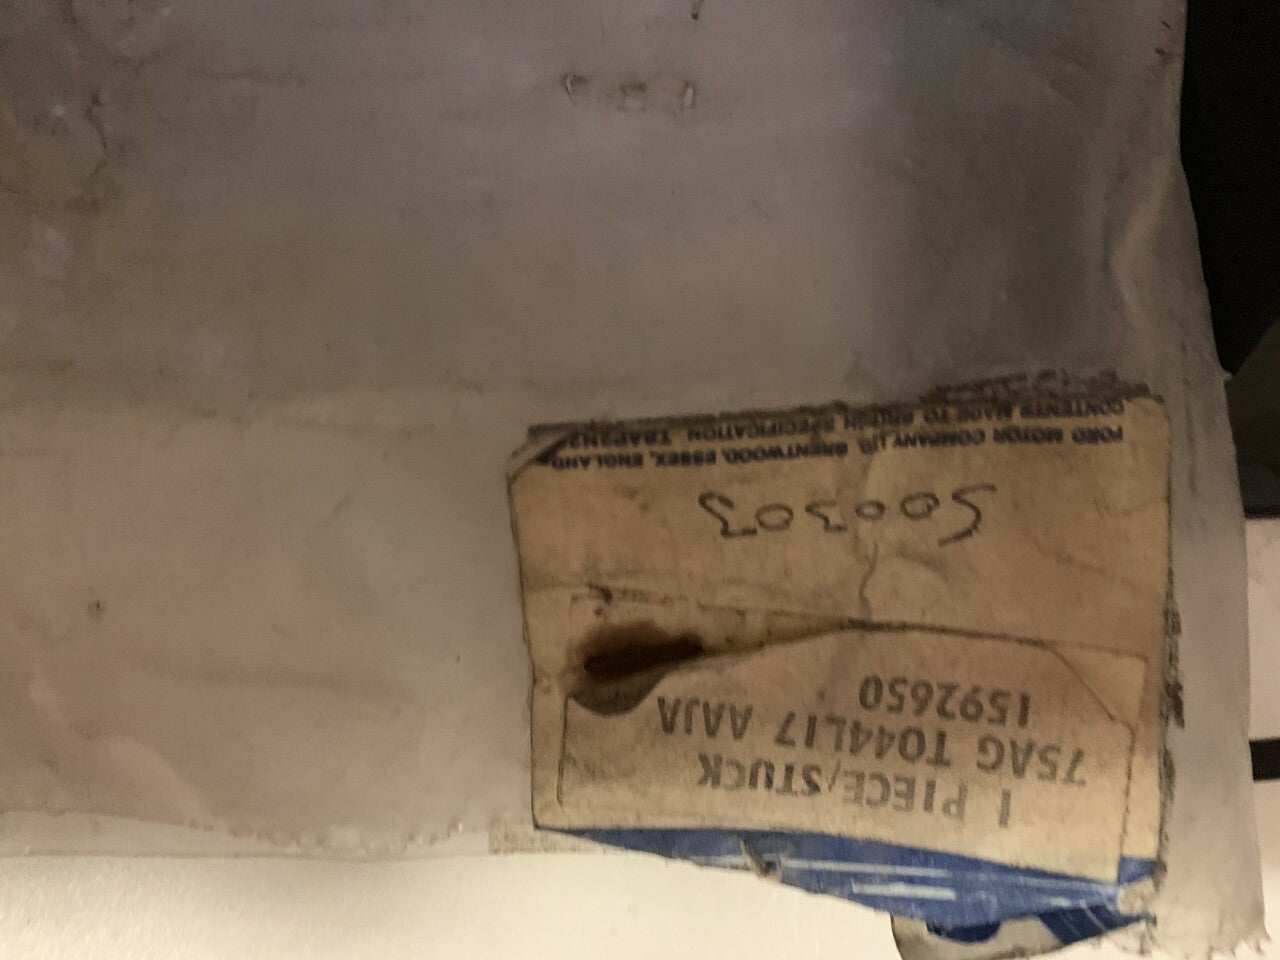 1 PIECE/STUCK
75AG T044L17 AAJA
1592650
S00303
FORD MOTOR COMPANY LTD. BRENTWOOD, ESSEX, ENGLAND
CONTENTS MADE TO BRITISH SPECIFICATION